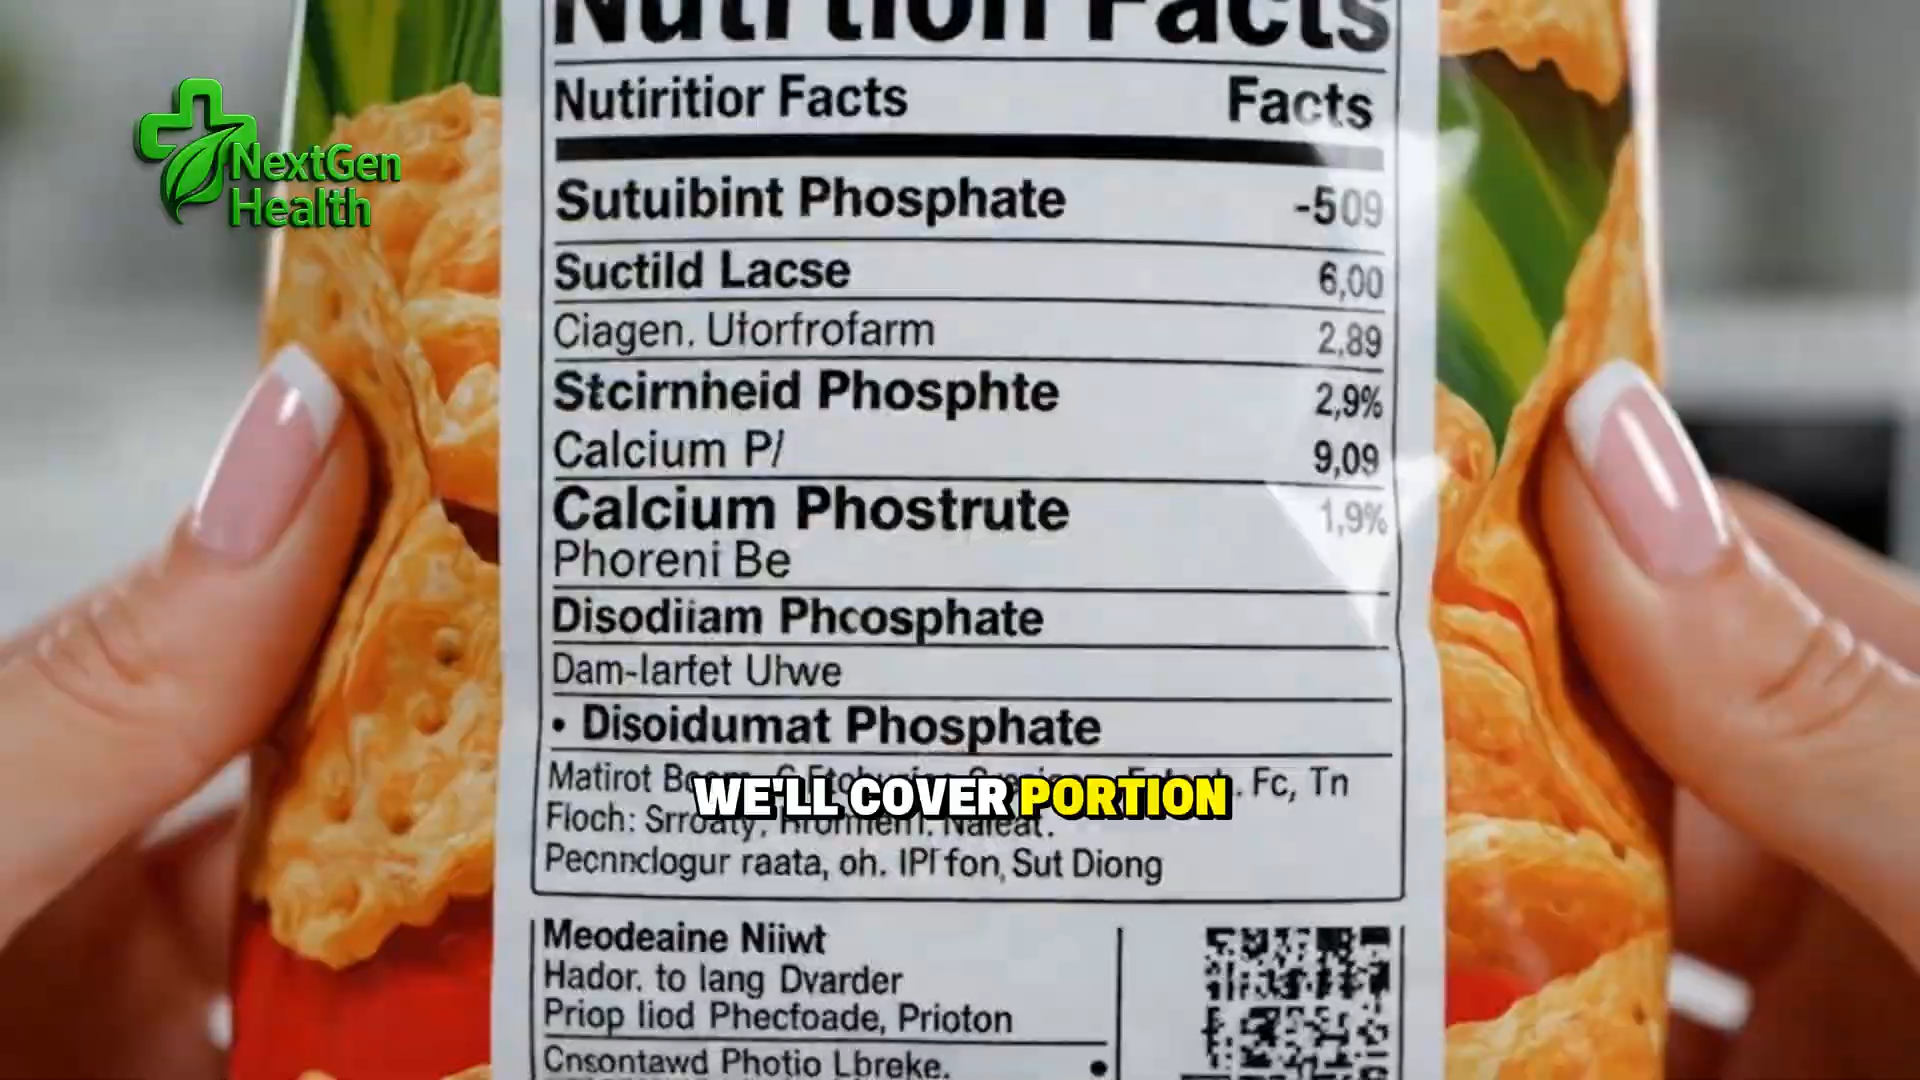 Nutrtion Facts
NextGen
Health
Nutiritior Facts Facts
Sutuibint Phosphate -509
Suctild Lacse 6,00
Ciagen. Uforfrofarm 2,89
Stcirnheid Phosphte 2,9%
Calcium P/ 9,09
Calcium Phostrute 1,9%
Phoreni Be
Disodiiam Phcosphate
Dam-lartet Uhwe
• Disoidumat Phosphate
Matirot Fc, Tn
WE'LL COVER PORTION
Floch:
Pecnnclogur raata, oh. IPI fon, Sut Diong
Meodeaine Niiwt
Hador. to lang Dvarder
Priop liod Phecfoade, Prioton
Cnsontawd Photio Lbreke.